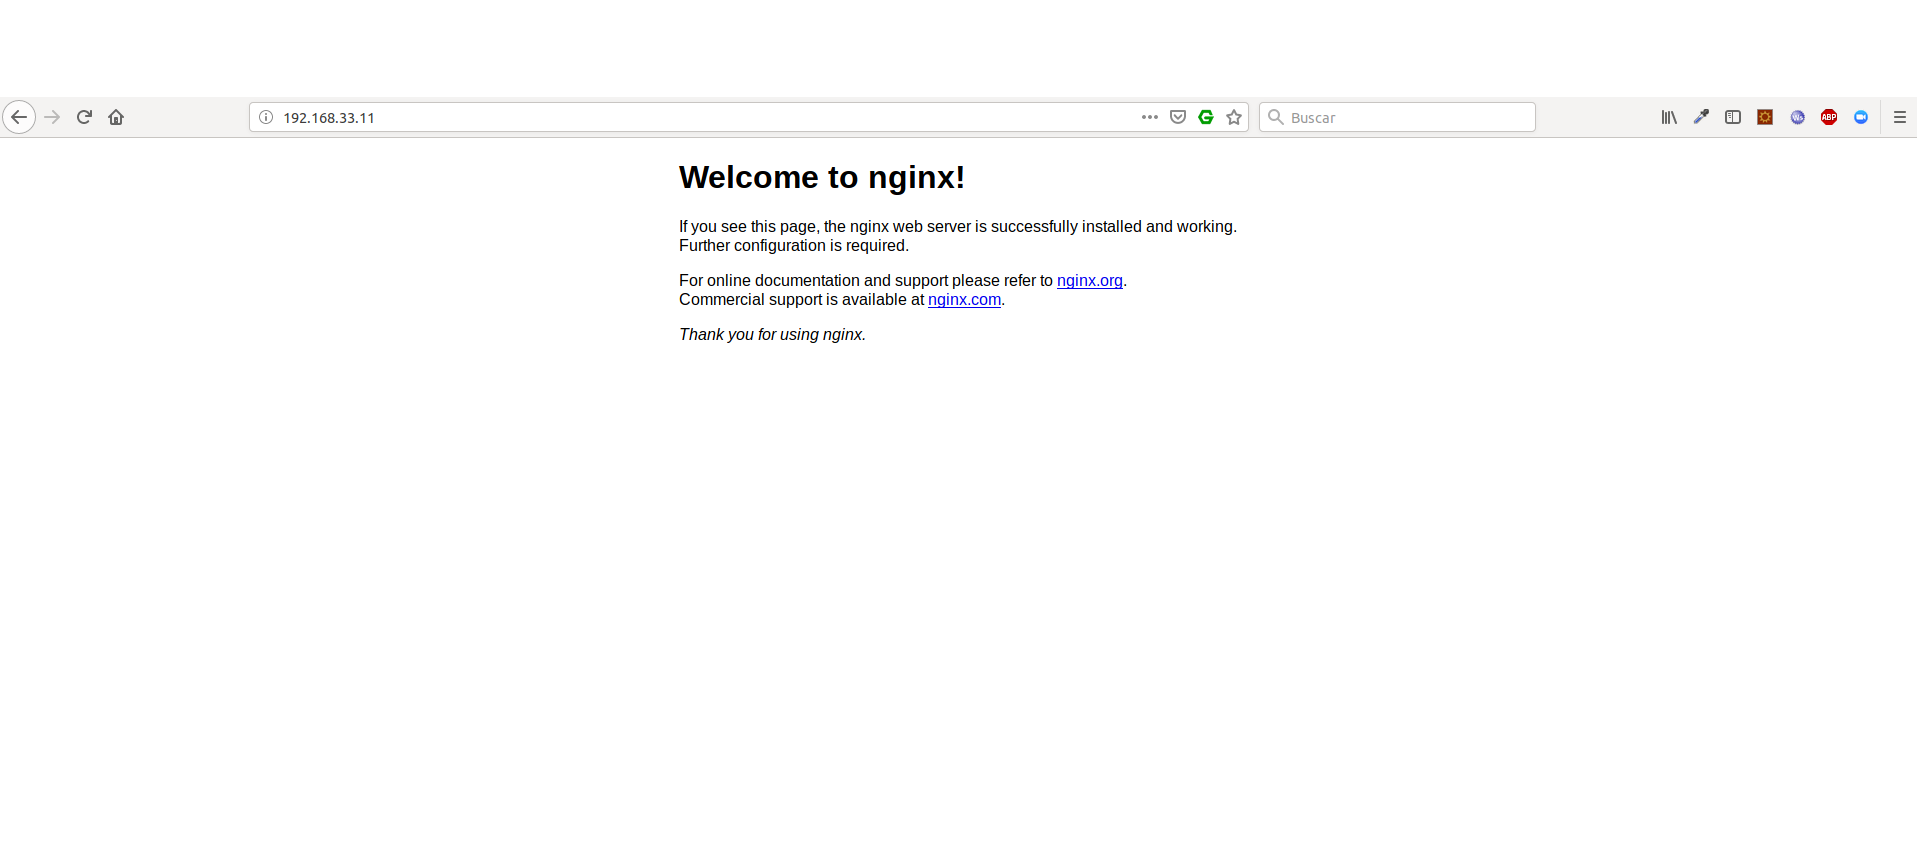 192.168.33.11
Buscar
ABP
Welcome to nginx!
If you see this page, the nginx web server is successfully installed and working.
Further configuration is required.
For online documentation and support please refer to nginx.org.
Commercial support is available at nginx.com.
Thank you for using nginx.